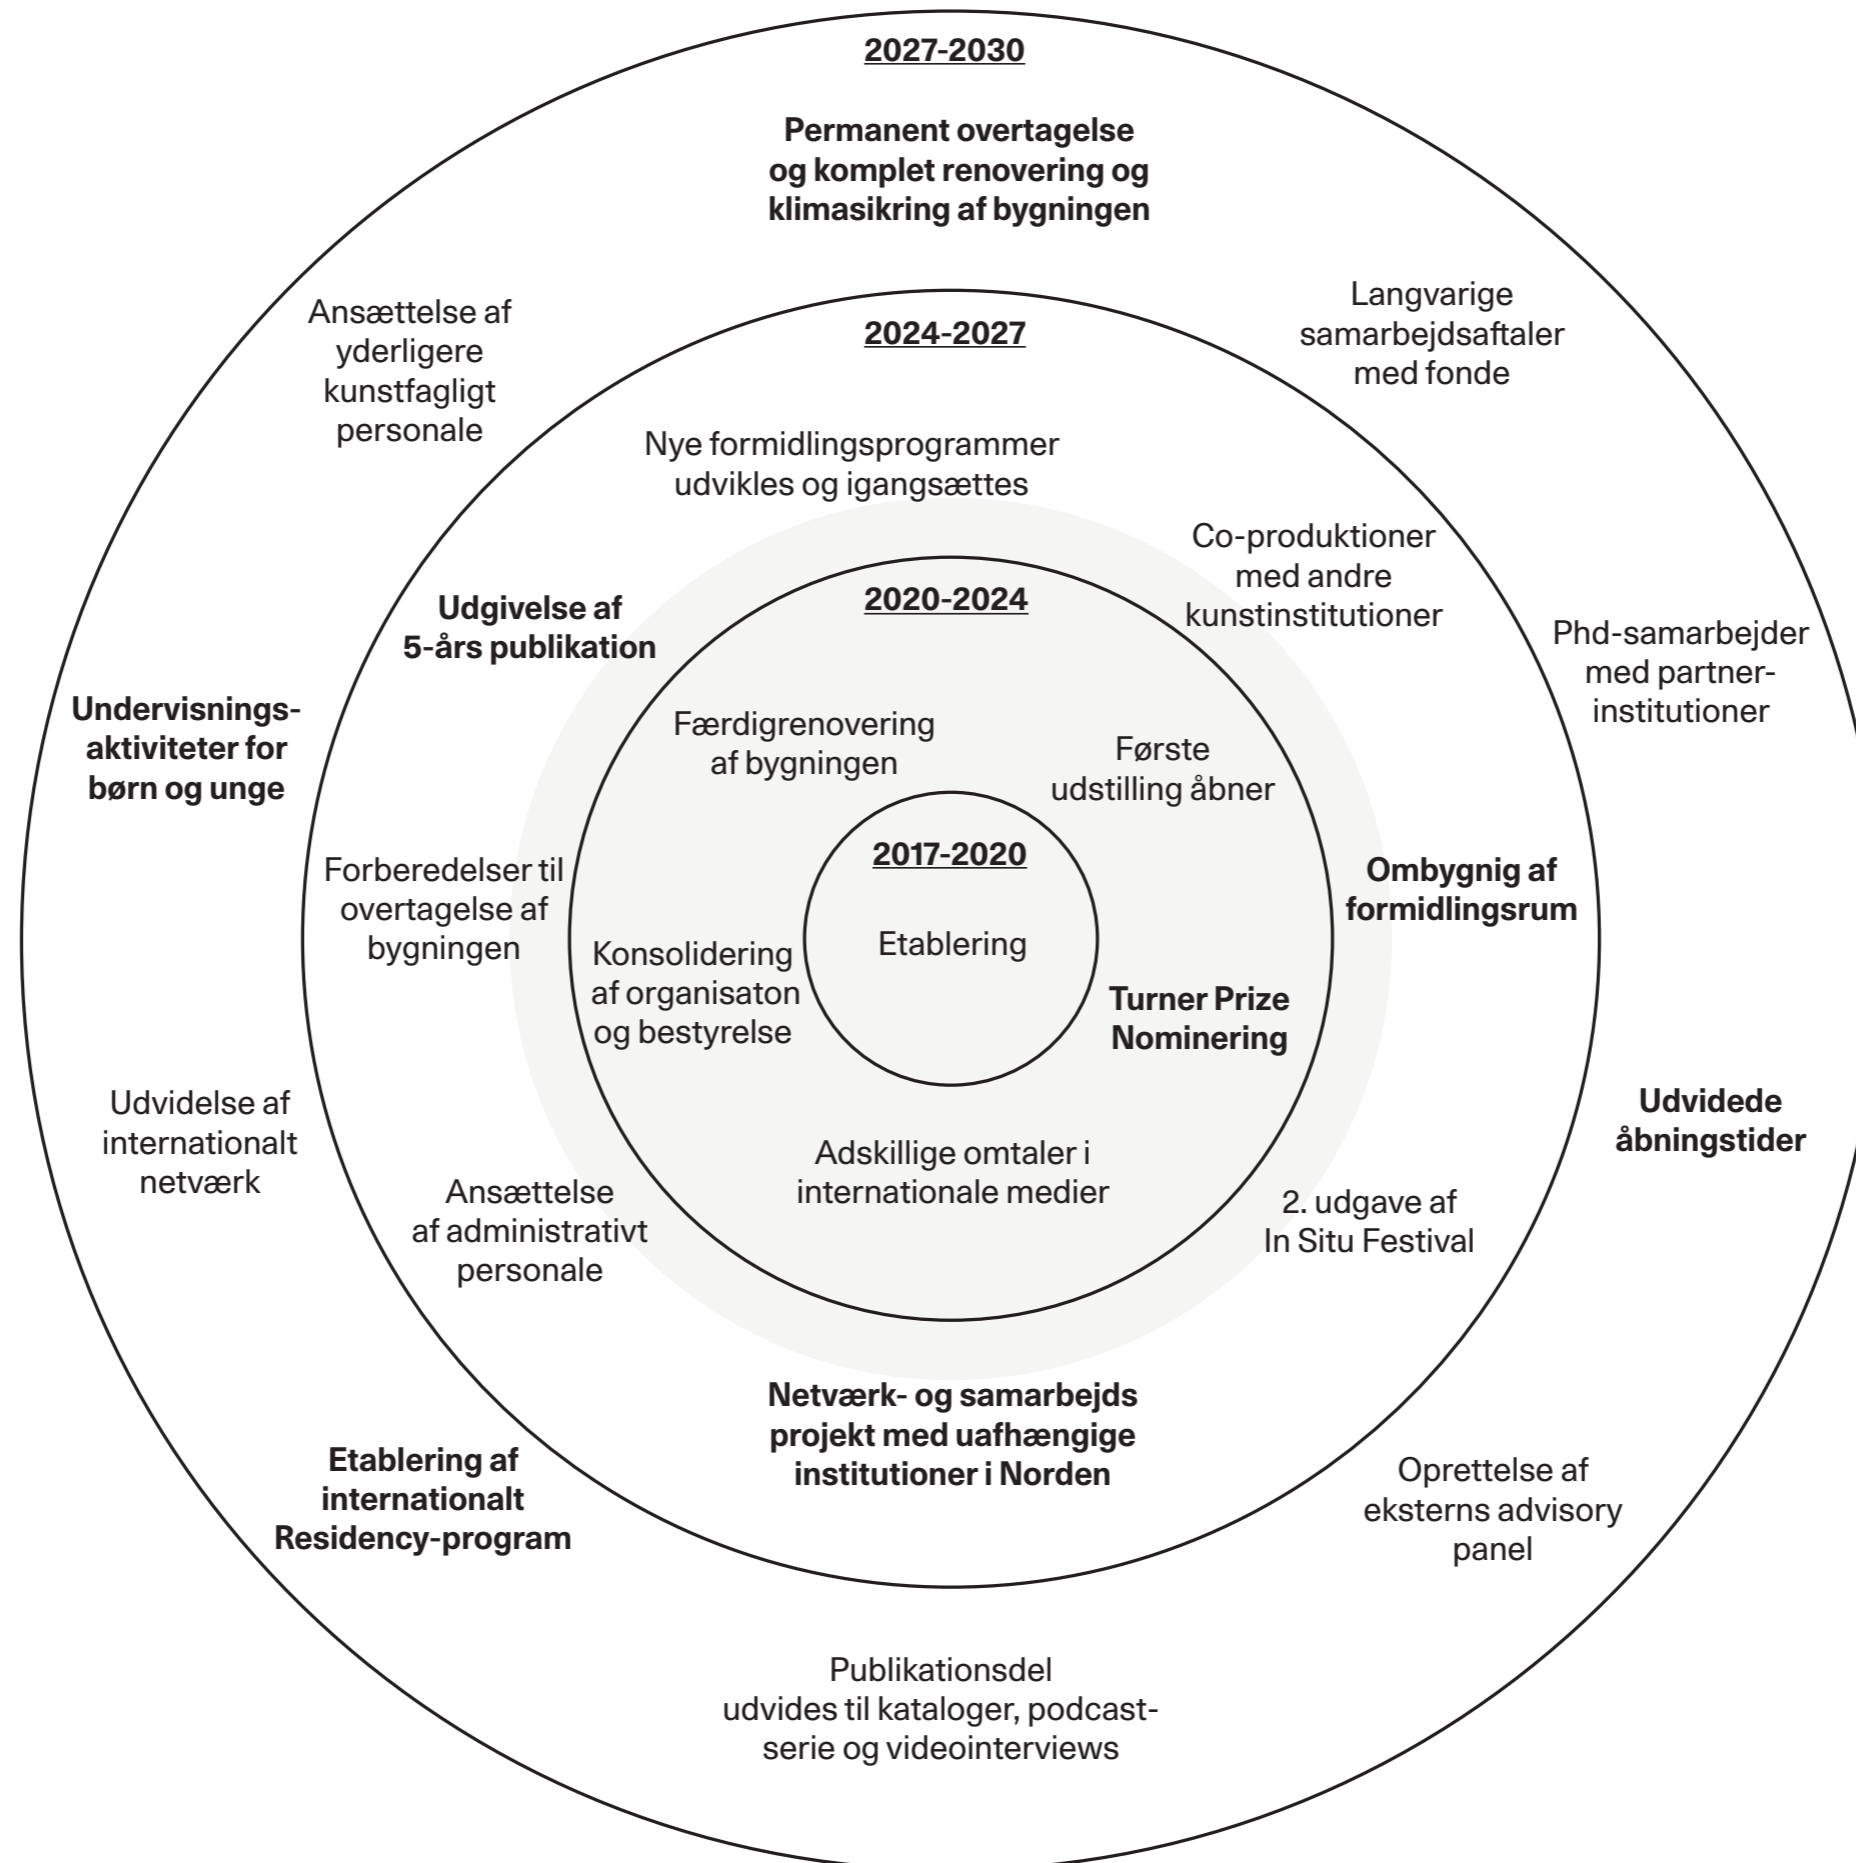 2027-2030
Permanent overtagelse
og komplet renovering og
klimasikring af bygningen
Ansættelse af
yderligere
kunstfagligt
personale
Langvarige
samarbejdsaftaler
med fonde
Undervisnings-
aktiviteter for
børn og unge
Phd-samarbejder
med partner-
institutioner
Udvidelse af
internationalt
netværk
Udvidede
åbningstider
Etablering af
internationalt
Residency-program
Oprettelse af
eksterns advisory
panel
Publikationsdel
udvides til kataloger, podcast-
serie og videointerviews
2024-2027
Nye formidlingsprogrammer
udvikles og igangsættes
Co-produktioner
med andre
kunstinstitutioner
Udgivelse af
5-års publikation
Forberedelser til
overtagelse af
bygningen
Ombygnig af
formidlingsrum
Ansættelse
af administrativt
personale
2. udgave af
In Situ Festival
Netværk- og samarbejds
projekt med uafhængige
institutioner i Norden
2020-2024
Færdigrenovering
af bygningen
Første
udstilling åbner
Konsolidering
af organisaton
og bestyrelse
Turner Prize
Nominering
Adskillige omtaler i
internationale medier
2017-2020
Etablering